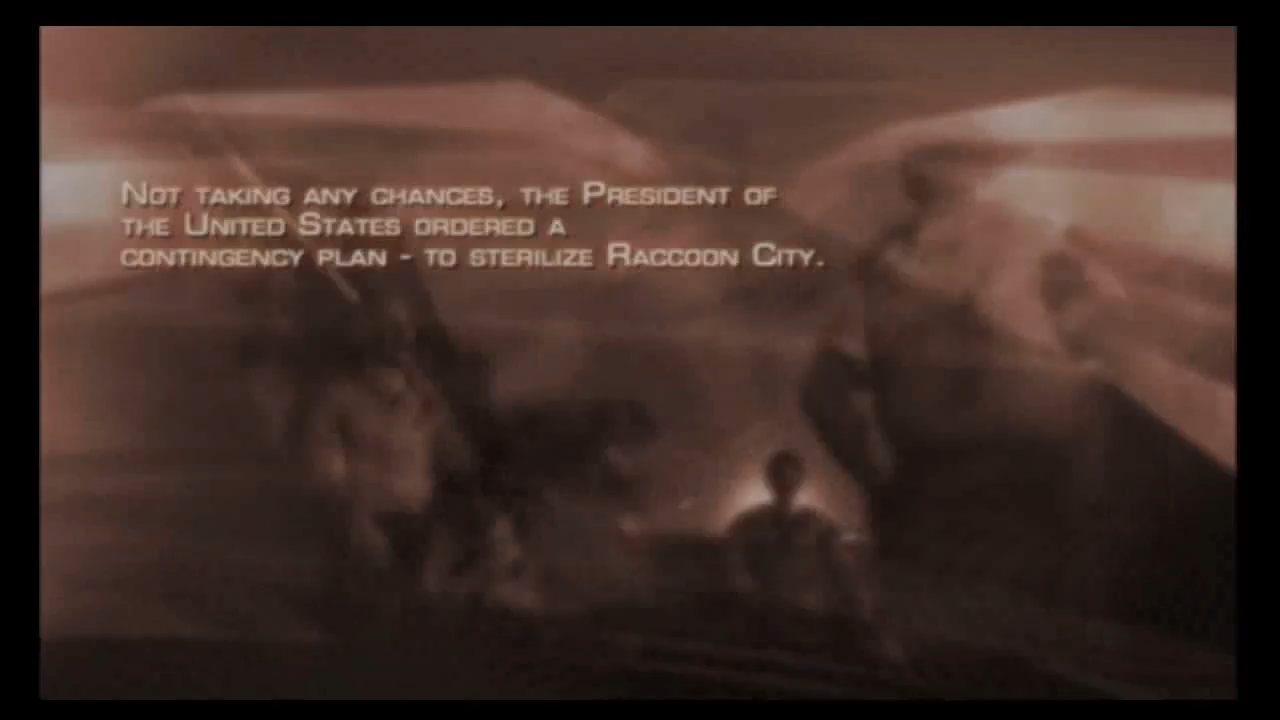 Not taking any chances, the President of
the United States ordered a
contingency plan - to sterilize Raccoon City.